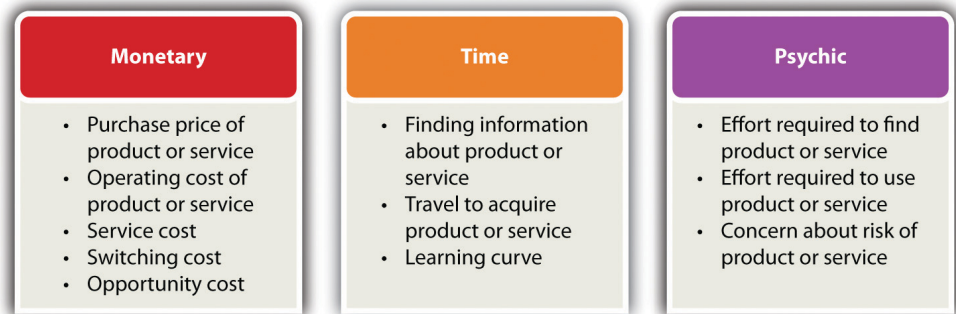 Monetary
• Purchase price of
product or service
• Operating cost of
product or service
• Service cost
• Switching cost
• Opportunity cost
Time
• Finding information
about product or
service
• Travel to acquire
product or service
• Learning curve
Psychic
• Effort required to find
product or service
• Effort required to use
product or service
• Concern about risk of
product or service